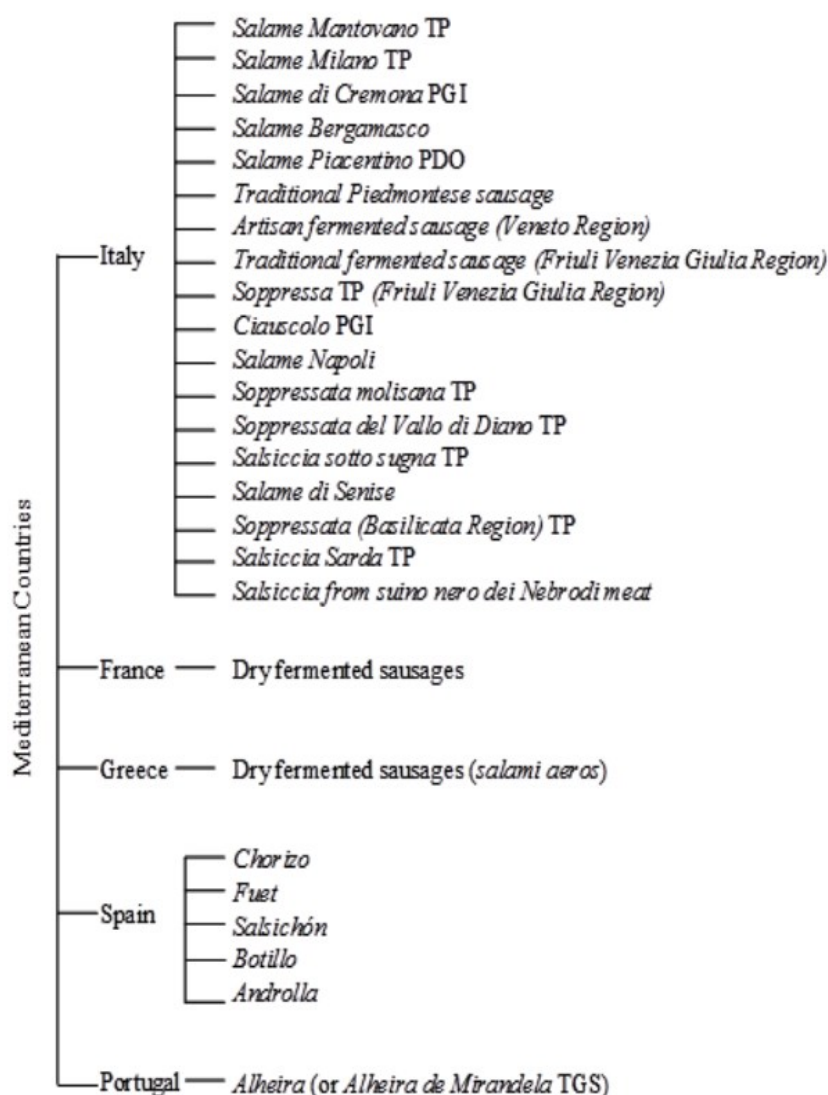 Mediterranean Countries
Italy
Salame Mantovano TP
Salame Milano TP
Salame di Cremona PGI
Salame Bergamasco
Salame Piacentino PDO
Traditional Piedmontese sausage
Artisan fermented sausage (Veneto Region)
Traditional fermented sausage (Friuli Venezia Giulia Region)
Soppressa TP (Friuli Venezia Giulia Region)
Ciauscolo PGI
Salame Napoli
Soppressata molisana TP
Soppressata del Vallo di Diano TP
Salsiccia sotto sugna TP
Salame di Senise
Soppressata (Basilicata Region) TP
Salsiccia Sarda TP
Salsiccia from suino nero dei Nebrodi meat
France
Dry fermented sausages
Greece
Dry fermented sausages (salami aeros)
Spain
Chorizo
Fuet
Salsichón
Botillo
Androlla
Portugal
Alheira (or Alheira de Mirandela TGS)